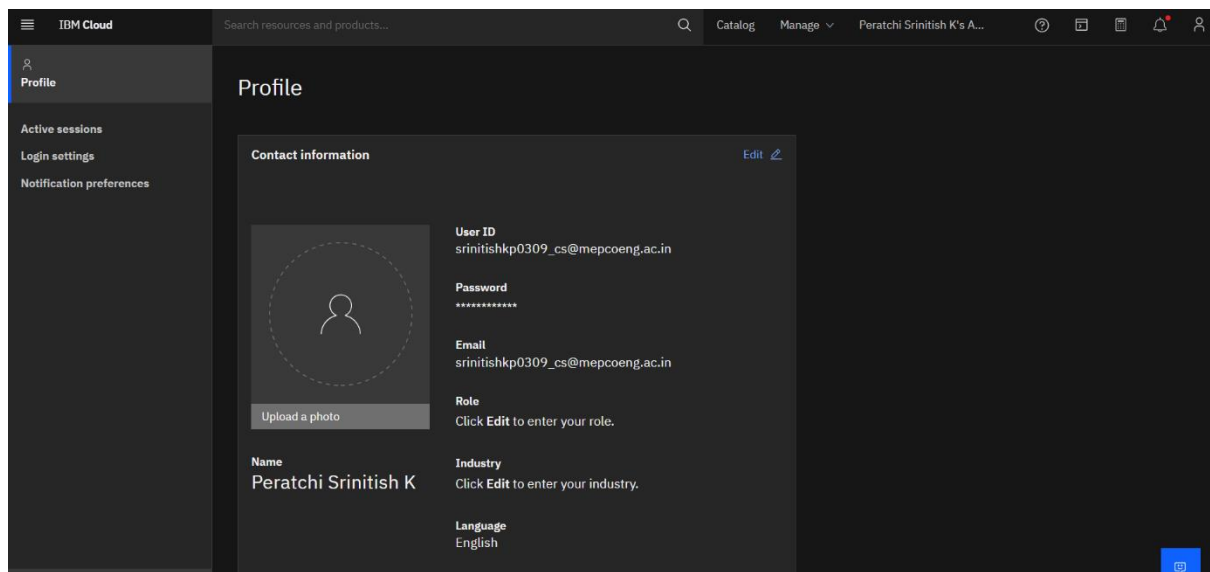 IBM Cloud
Search resources and products...
Catalog
Manage
Peratchi Srinitish K's A...
Profile
Active sessions
Login settings
Notification preferences
Profile
Contact information
Edit
Upload a photo
Name
Peratchi Srinitish K
User ID
srinitishkp0309_cs@mepcoeng.ac.in
Password
************
Email
srinitishkp0309_cs@mepcoeng.ac.in
Role
Click Edit to enter your role.
Industry
Click Edit to enter your industry.
Language
English